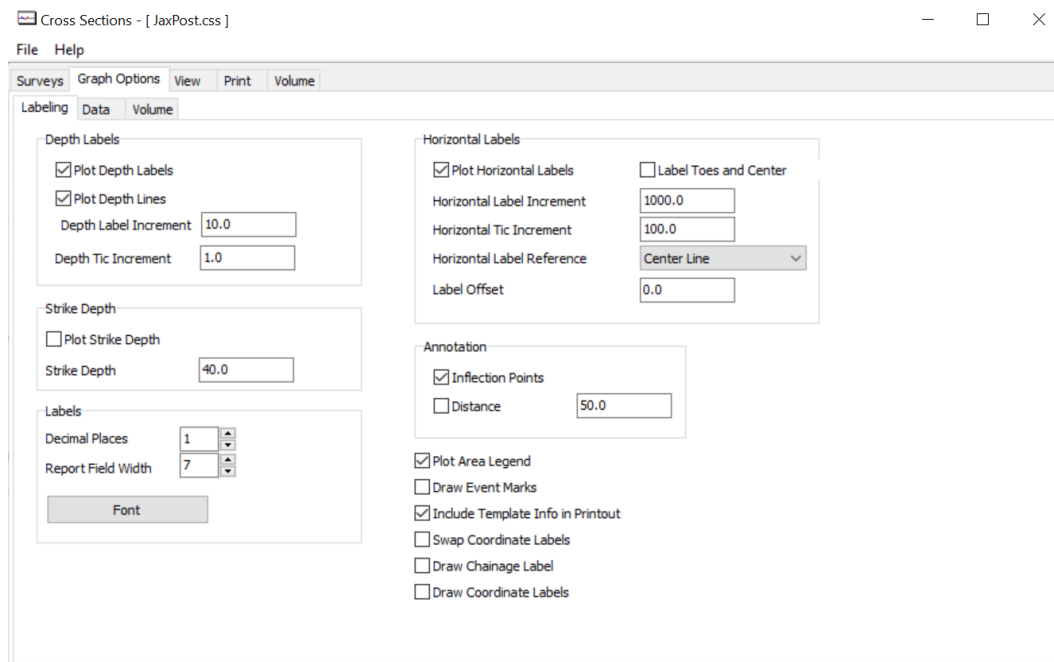 Cross Sections - [ JaxPost.css ]
File Help
Surveys Graph Options View Print Volume
Labeling Data Volume
Depth Labels
Plot Depth Labels
Plot Depth Lines
Depth Label Increment 10.0
Depth Tic Increment 1.0
Strike Depth
Plot Strike Depth
Strike Depth 40.0
Labels
Decimal Places 1
Report Field Width 7
Font
Horizontal Labels
Plot Horizontal Labels Label Toes and Center
Horizontal Label Increment 1000.0
Horizontal Tic Increment 100.0
Horizontal Label Reference Center Line
Label Offset 0.0
Annotation
Inflection Points
Distance 50.0
Plot Area Legend
Draw Event Marks
Include Template Info in Printout
Swap Coordinate Labels
Draw Chainage Label
Draw Coordinate Labels